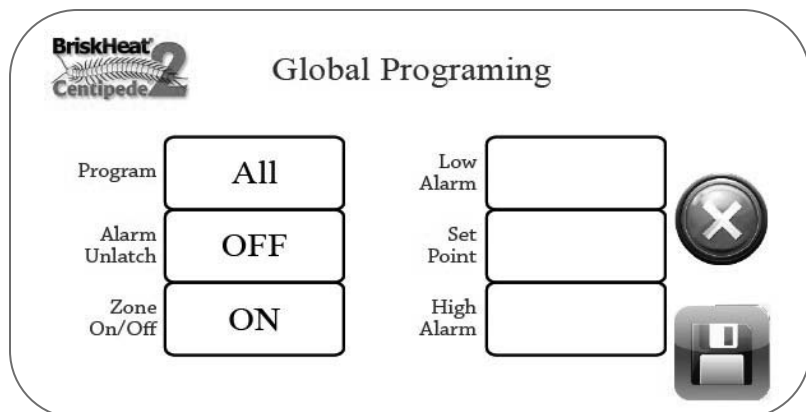 BriskHeat®
Centipede 2
Global Programing
Program
All
Alarm
Unlatch
OFF
Zone
On/Off
ON
Low
Alarm
Set
Point
High
Alarm